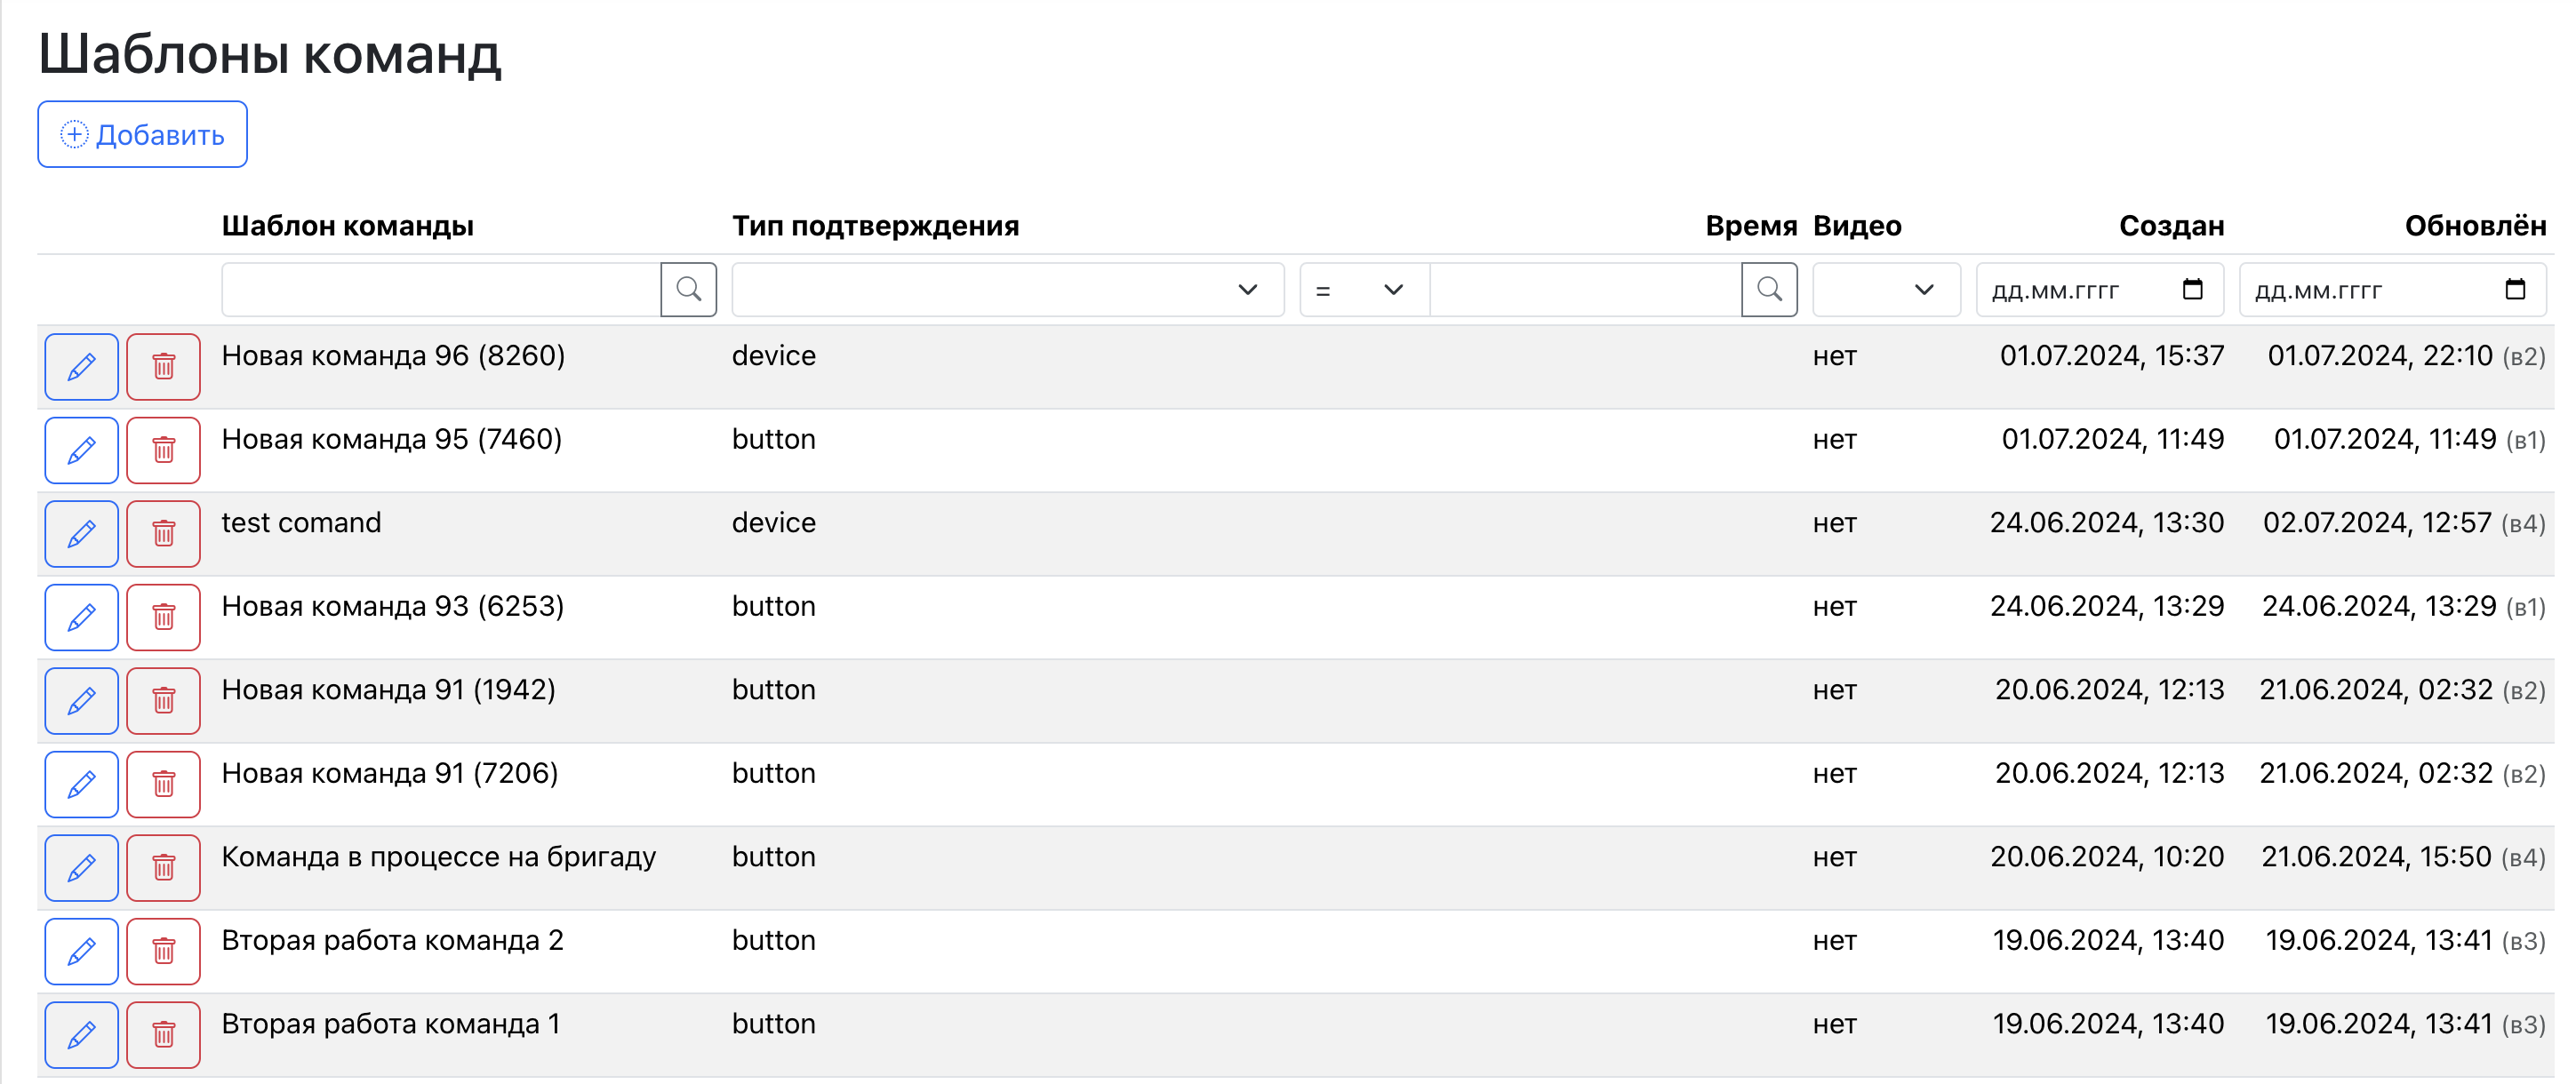 Шаблоны команд
Добавить
Шаблон команды Тип подтверждения Время Видео Создан Обновлён
= дд.мм.гггг дд.мм.гггг
Новая команда 96 (8260) device нет 01.07.2024, 15:37 01.07.2024, 22:10 (в2)
Новая команда 95 (7460) button нет 01.07.2024, 11:49 01.07.2024, 11:49 (в1)
test comand device нет 24.06.2024, 13:30 02.07.2024, 12:57 (в4)
Новая команда 93 (6253) button нет 24.06.2024, 13:29 24.06.2024, 13:29 (в1)
Новая команда 91 (1942) button нет 20.06.2024, 12:13 21.06.2024, 02:32 (в2)
Новая команда 91 (7206) button нет 20.06.2024, 12:13 21.06.2024, 02:32 (в2)
Команда в процессе на бригаду button нет 20.06.2024, 10:20 21.06.2024, 15:50 (в4)
Вторая работа команда 2 button нет 19.06.2024, 13:40 19.06.2024, 13:41 (в3)
Вторая работа команда 1 button нет 19.06.2024, 13:40 19.06.2024, 13:41 (в3)